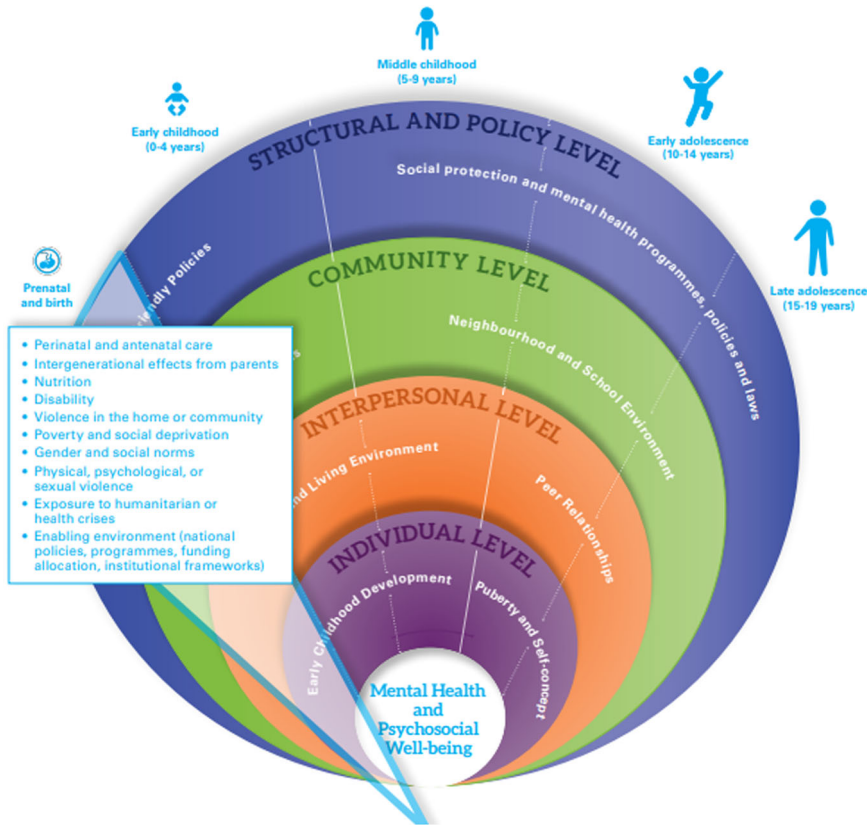 Middle childhood
(5-9 years)
Early childhood
(0-4 years)
Early adolescence
(10-14 years)
Late adolescence
(15-19 years)
Prenatal
and birth
STRUCTURAL AND POLICY LEVEL
Social protection and mental health programmes, policies and laws
Policies
COMMUNITY LEVEL
Neighbourhood and School Environment
INTERPERSONAL LEVEL
Living Environment
Peer Relationships
INDIVIDUAL LEVEL
Early Childhood Development
Puberty and Self-concept
Mental Health
and
Psychosocial
Well-being
• Perinatal and antenatal care
• Intergenerational effects from parents
• Nutrition
• Disability
• Violence in the home or community
• Poverty and social deprivation
• Gender and social norms
• Physical, psychological, or
sexual violence
• Exposure to humanitarian or
health crises
• Enabling environment (national
policies, programmes, funding
allocation, institutional frameworks)